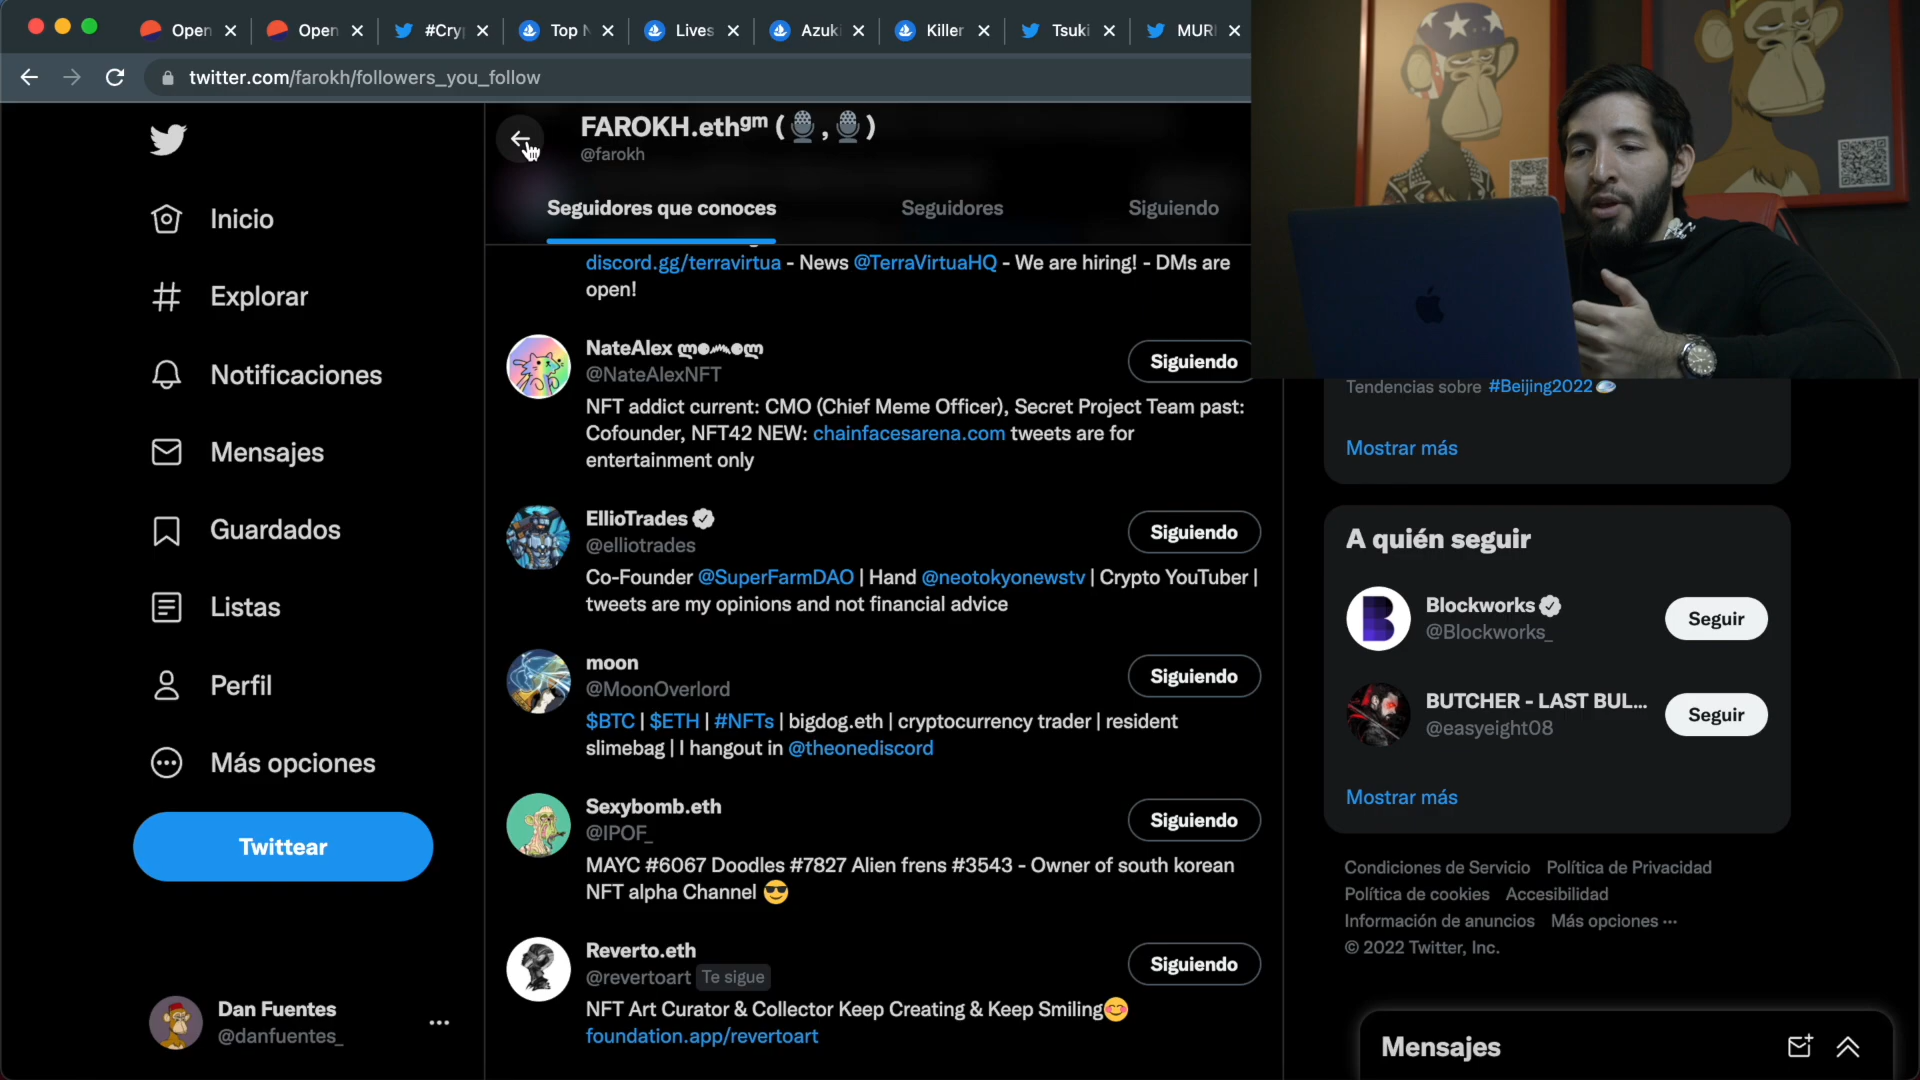 Open
Open
#Cry
Top N
Lives
Azuki
Killer
Tsuki
MURI
twitter.com/farokh/followers_you_follow
FAROKH.ethᵍᵐ (🎙️,🎙️)
@farokh
Seguidores que conoces
Seguidores
Siguiendo
Inicio
Explorar
Notificaciones
Mensajes
Guardados
Listas
Perfil
Más opciones
Twittear
Dan Fuentes
@danfuentes_
discord.gg/terravirtua - News @TerraVirtuaHQ - We are hiring! - DMs are
open!
NateAlex
@NateAlexNFT
Siguiendo
NFT addict current: CMO (Chief Meme Officer), Secret Project Team past:
Cofounder, NFT42 NEW: chainfacesarena.com tweets are for
entertainment only
EllioTrades
@elliotrades
Siguiendo
Co-Founder @SuperFarmDAO | Hand @neotokyonewstv | Crypto YouTuber |
tweets are my opinions and not financial advice
moon
@MoonOverlord
Siguiendo
$BTC | $ETH | #NFTs | bigdog.eth | cryptocurrency trader | resident
slimebag | I hangout in @theonediscord
Sexybomb.eth
@IPOF_
Siguiendo
MAYC #6067 Doodles #7827 Alien frens #3543 - Owner of south korean
NFT alpha Channel 😎
Reverto.eth
@revertoart Te sigue
Siguiendo
NFT Art Curator & Collector Keep Creating & Keep Smiling😊
foundation.app/revertoart
Tendencias sobre #Beijing2022
Mostrar más
A quién seguir
Blockworks
@Blockworks_
Seguir
BUTCHER - LAST BUL...
@easyeight08
Seguir
Mostrar más
Condiciones de Servicio Política de Privacidad
Política de cookies Accesibilidad
Información de anuncios Más opciones ···
© 2022 Twitter, Inc.
Mensajes